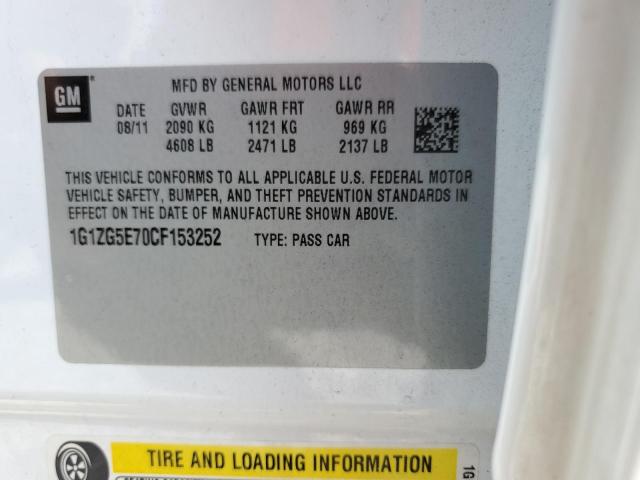 GM
MFD BY GENERAL MOTORS LLC
DATE GVWR GAWR FRT GAWR RR
08/11 2090 KG 1121 KG 969 KG
4608 LB 2471 LB 2137 LB
THIS VEHICLE CONFORMS TO ALL APPLICABLE U.S. FEDERAL MOTOR
VEHICLE SAFETY, BUMPER, AND THEFT PREVENTION STANDARDS IN
EFFECT ON THE DATE OF MANUFACTURE SHOWN ABOVE.
1G1ZG5E70CF153252 TYPE: PASS CAR
TIRE AND LOADING INFORMATION
1G